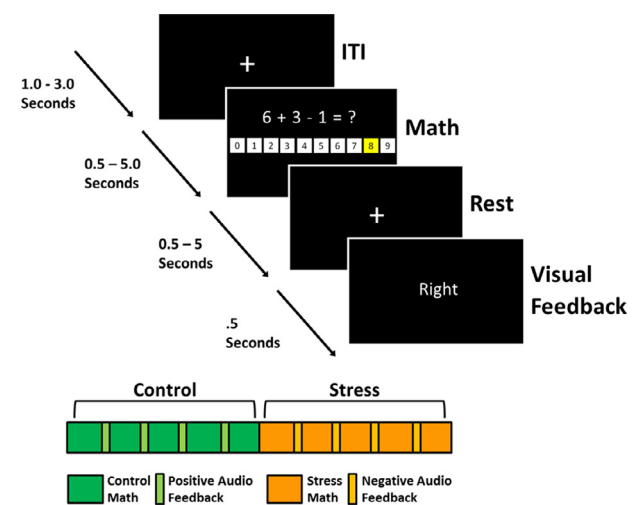 ITI
1.0 - 3.0
Seconds
6 + 3 - 1 = ?
0 1 2 3 4 5 6 7 8 9
Math
0.5 – 5.0
Seconds
Rest
0.5 – 5
Seconds
Right
Visual
Feedback
.5
Seconds
Control
Stress
Control
Math
Positive Audio
Feedback
Stress
Math
Negative Audio
Feedback